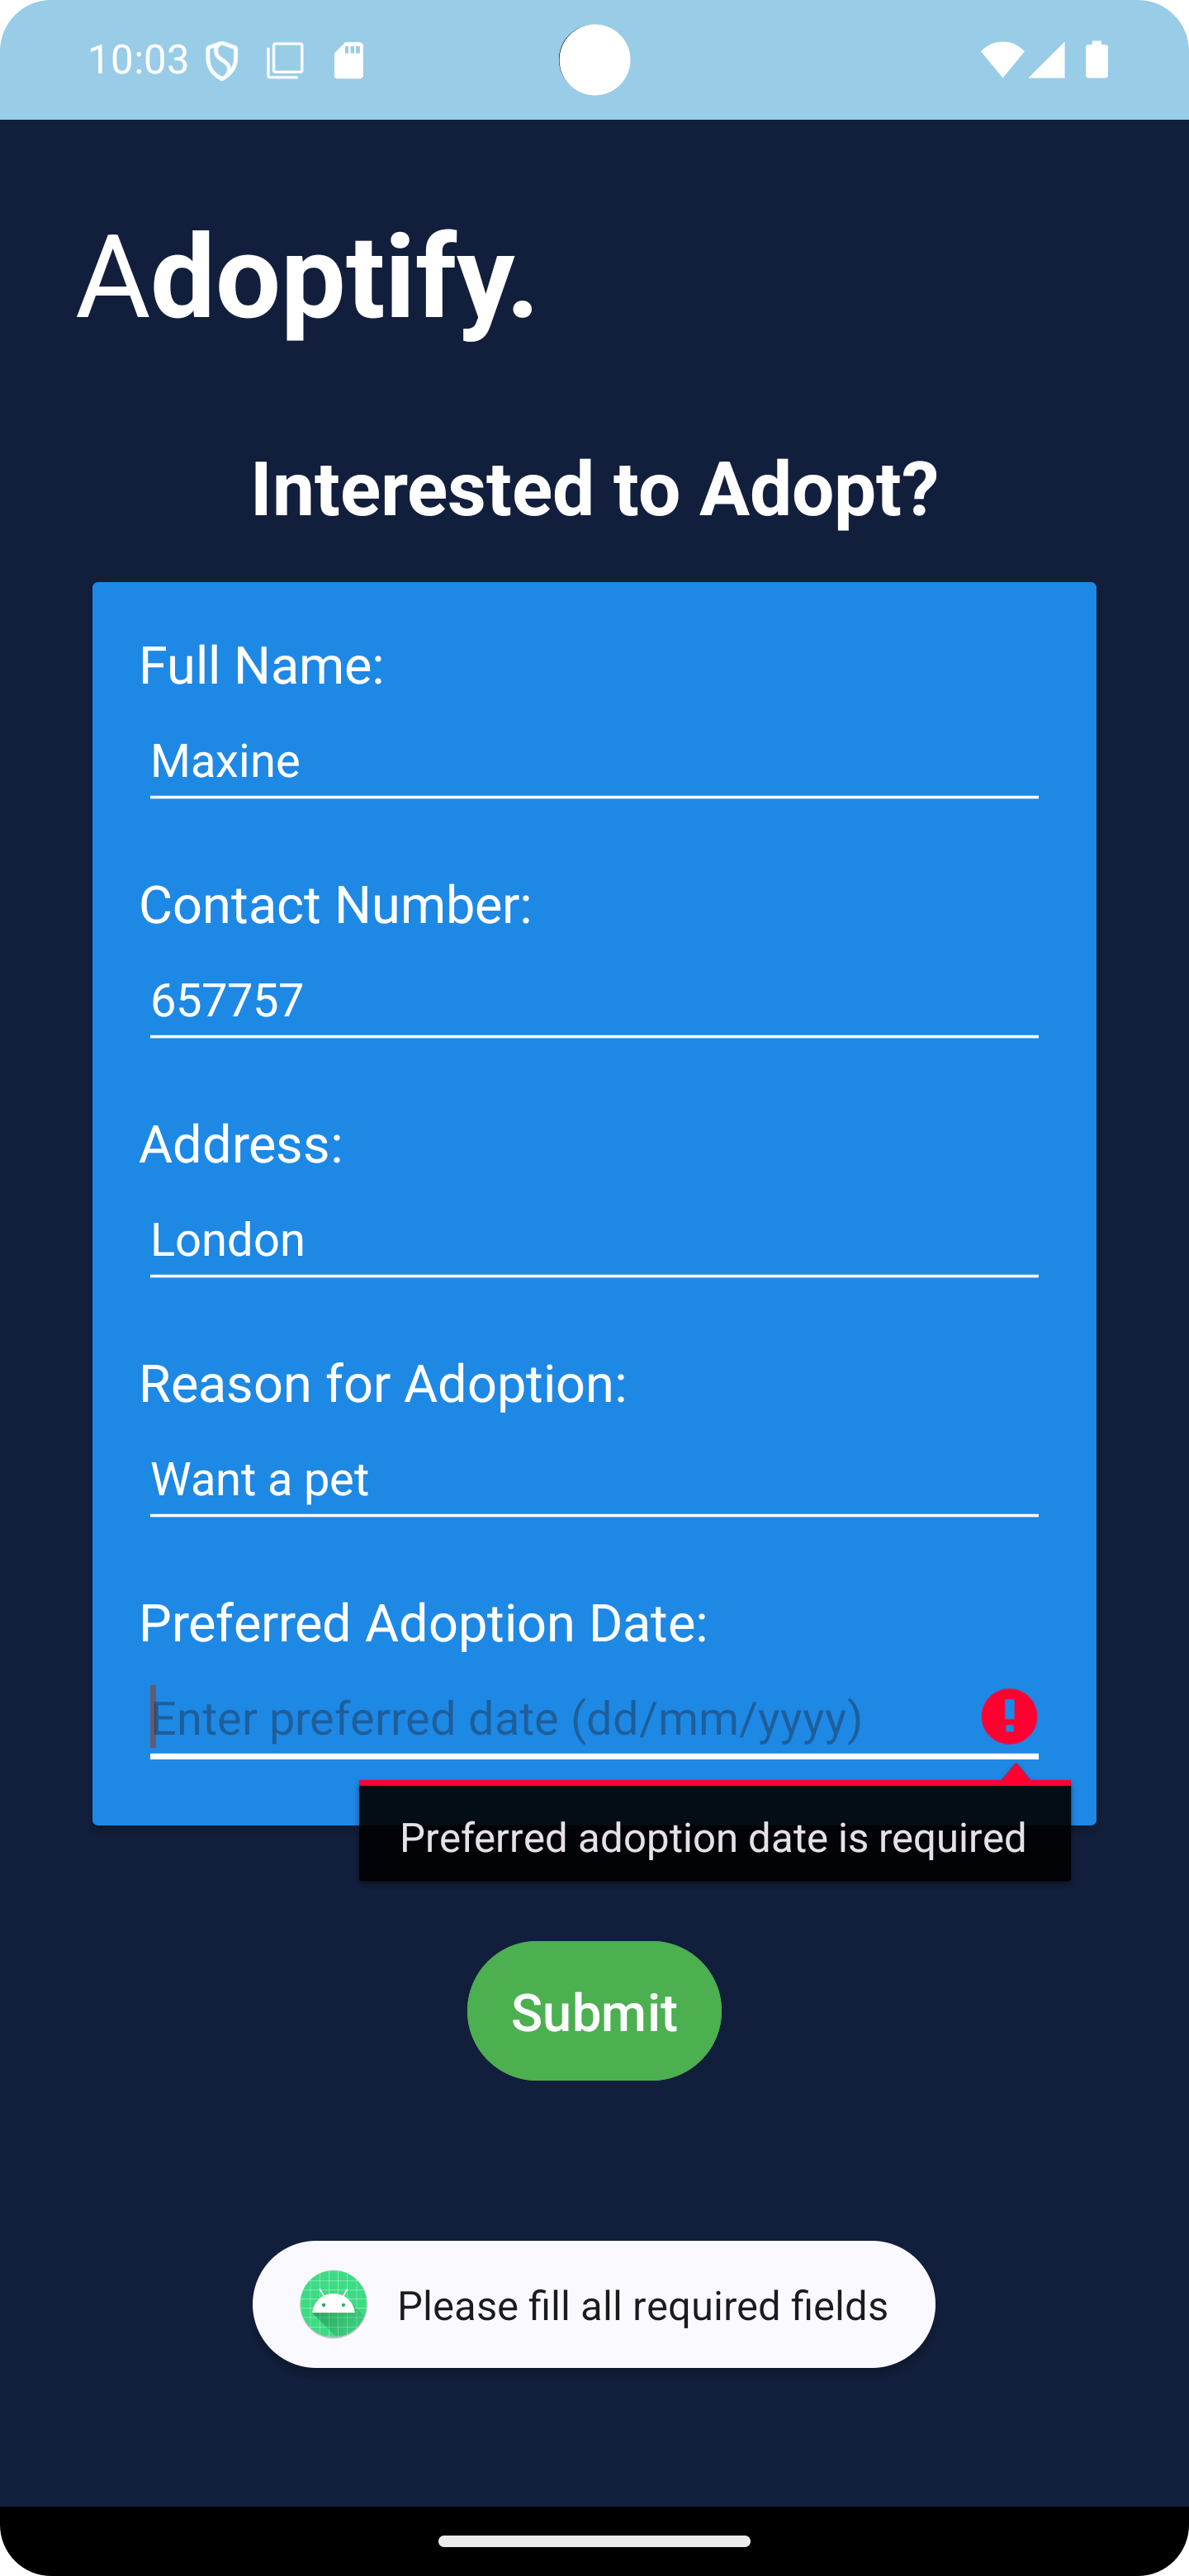 10:03
Adoptify.
Interested to Adopt?
Full Name:
Maxine
Contact Number:
657757
Address:
London
Reason for Adoption:
Want a pet
Preferred Adoption Date:
Enter preferred date (dd/mm/yyyy)
Preferred adoption date is required
Submit
Please fill all required fields